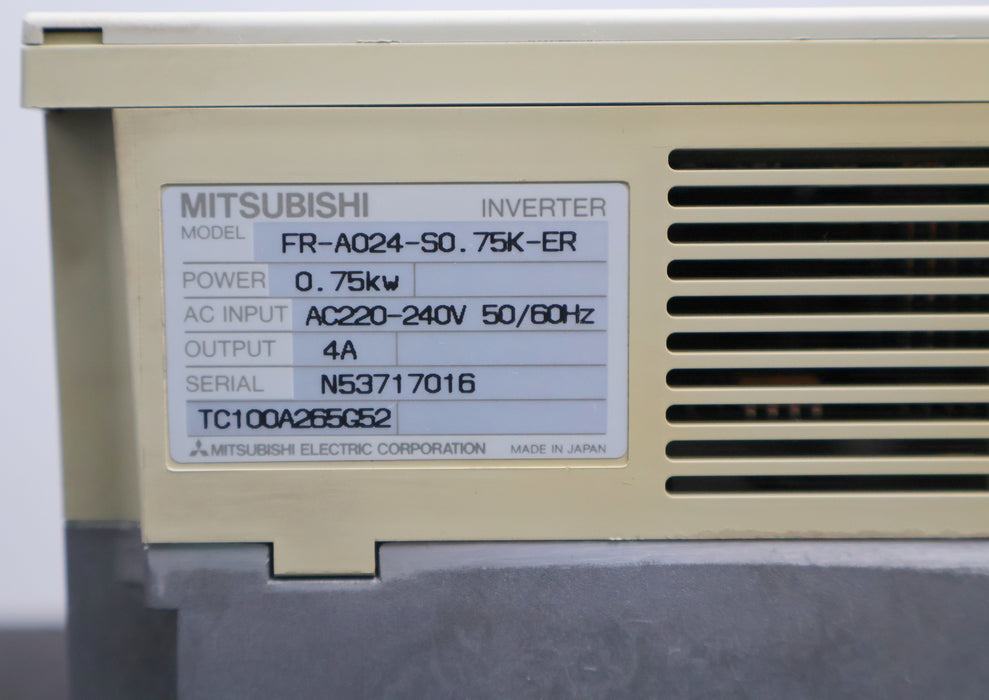 MITSUBISHI INVERTER
MODEL FR-A024-S0.75K-ER
POWER 0.75kw
AC INPUT AC220-240V 50/60Hz
OUTPUT 4A
SERIAL N53717016
TC100A265G52
MITSUBISHI ELECTRIC CORPORATION MADE IN JAPAN